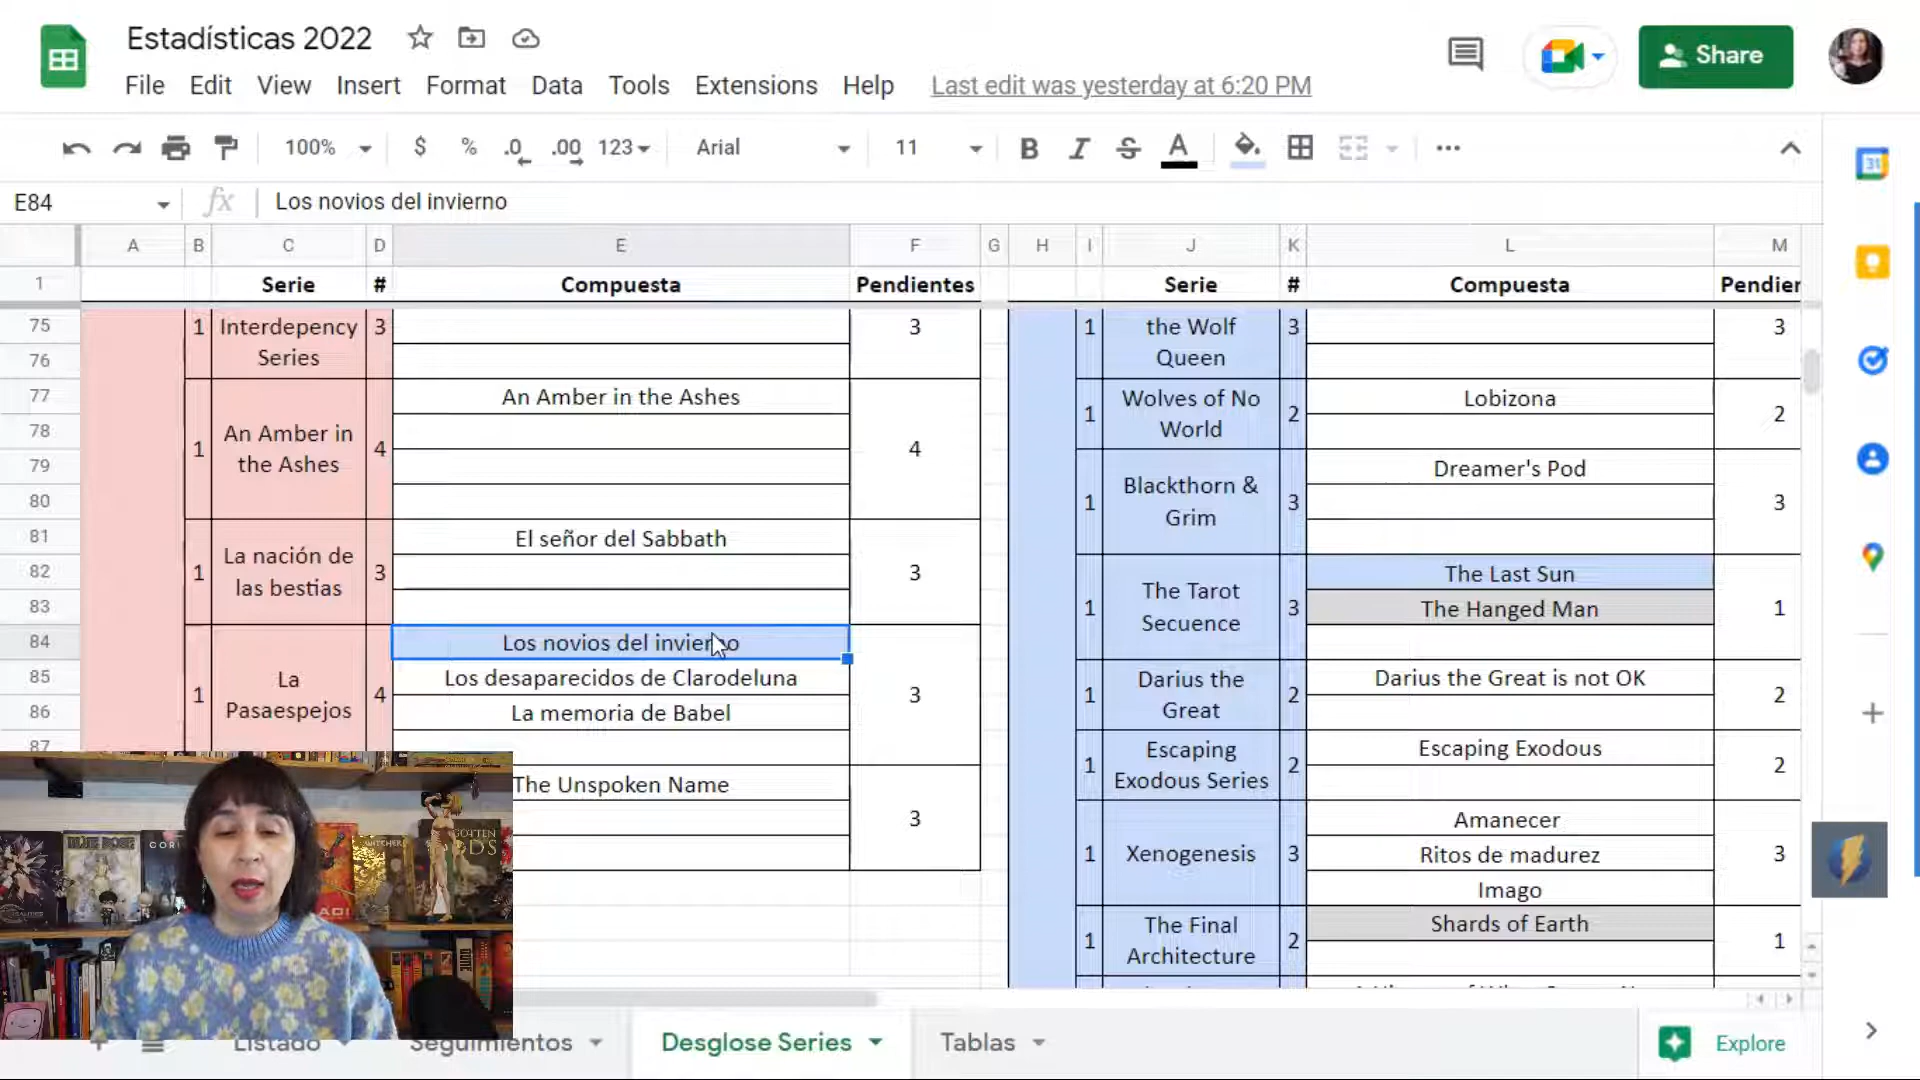 Estadísticas 2022
File Edit View Insert Format Data Tools Extensions Help Last edit was yesterday at 6:20 PM
Share
100% $ % .0 .00 123 Arial 11 B I S A
E84 fx Los novios del invierno
A B C D E F G H I J K L M
1 Serie # Compuesta Pendientes Serie # Compuesta Pendier
75 1 Interdepency 3 3 1 the Wolf 3 3
76 Series Queen
77 An Amber in the Ashes Wolves of No Lobizona
78 1 2 2
World
An Amber in
79 1 4 4 Dreamer's Pod
the Ashes
80 1 Blackthorn & 3 3
Grim
81 El señor del Sabbath
82 1 La nación de 3 3 The Last Sun
las bestias
83 1 The Tarot 3 The Hanged Man 1
Secuence
84 Los novios del invierno
85 Los desaparecidos de Clarodeluna Darius the Darius the Great is not OK
1 La 4 3 1 2 2
Pasaespejos Great
86 La memoria de Babel
87 Escaping Escaping Exodous
1 2 2
The Unspoken Name Exodous Series
3
Amanecer
1 Xenogenesis 3 Ritos de madurez 3
Imago
The Final Shards of Earth
1 2 1
Architecture
Listado Seguimientos Desglose Series Tablas Explore
31